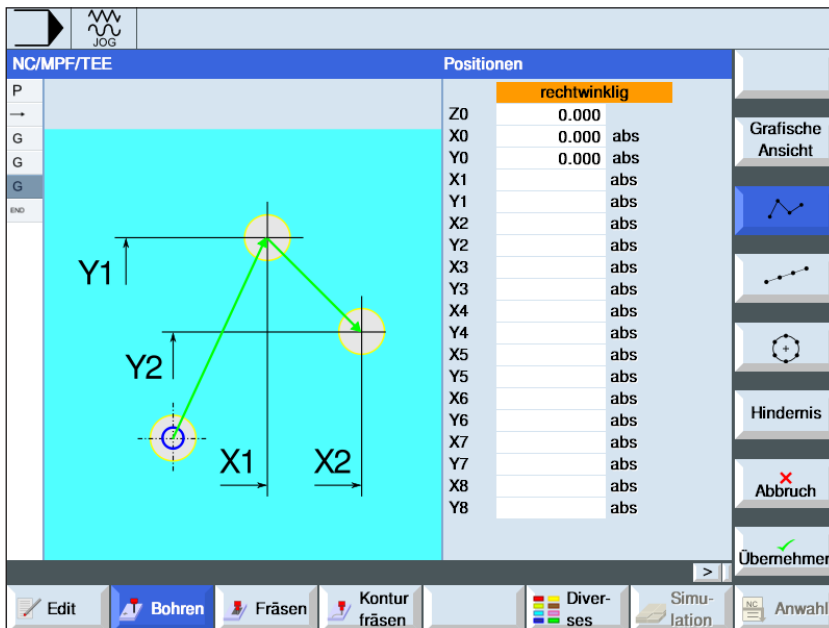 JOG
NC/MPF/TEE
Positionen
P
G
G
G
END
Y1
Y2
X1 X2
rechtwinklig
Z0 0.000
X0 0.000 abs
Y0 0.000 abs
X1 abs
Y1 abs
X2 abs
Y2 abs
X3 abs
Y3 abs
X4 abs
Y4 abs
X5 abs
Y5 abs
X6 abs
Y6 abs
X7 abs
Y7 abs
X8 abs
Y8 abs
>
Grafische
Ansicht
Hindernis
Abbruch
Übernehmen
Edit
Bohren
Fräsen
Kontur
fräsen
Diver-
ses
Simu-
lation
NC
Anwahl